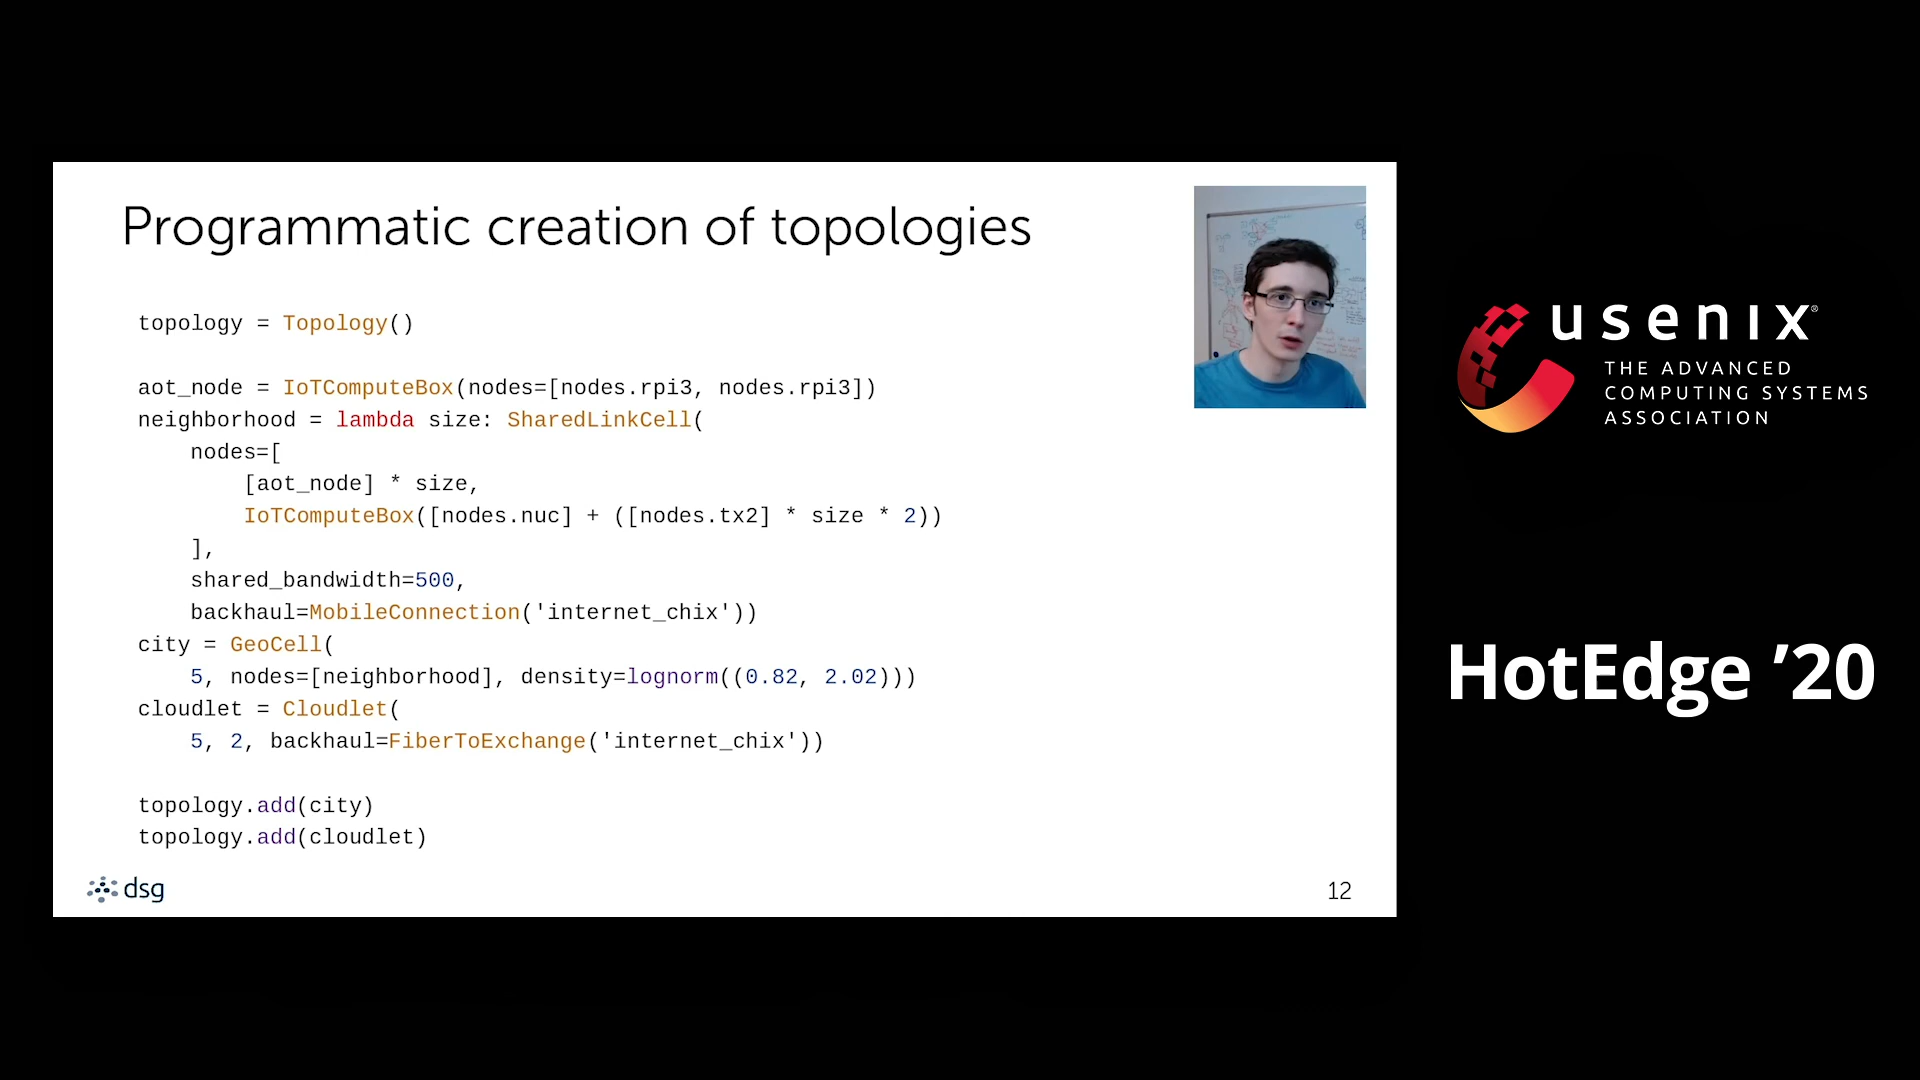 Programmatic creation of topologies
topology = Topology()
aot_node = IoTComputeBox(nodes=[nodes.rpi3, nodes.rpi3])
neighborhood = lambda size: SharedLinkCell(
nodes=[
[aot_node] * size,
IoTComputeBox([nodes.nuc] + ([nodes.tx2] * size * 2))
],
shared_bandwidth=500,
backhaul=MobileConnection('internet_chix'))
city = GeoCell(
5, nodes=[neighborhood], density=lognorm((0.82, 2.02)))
cloudlet = Cloudlet(
5, 2, backhaul=FiberToExchange('internet_chix'))
topology.add(city)
topology.add(cloudlet)
dsg
12
usenix®
THE ADVANCED
COMPUTING SYSTEMS
ASSOCIATION
HotEdge ’20